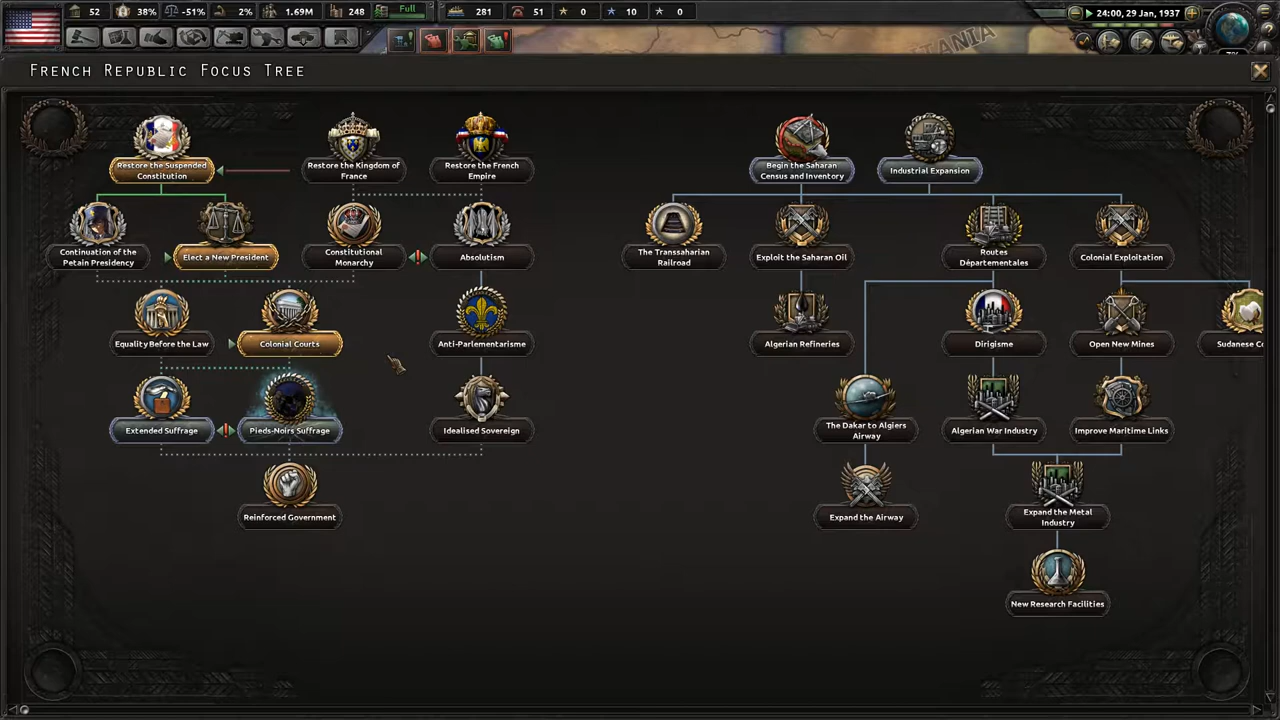 52 38% -51% 2% 1.69M 248 Full 281 51 0 10 0 24:00, 29 Jan, 1937
French Republic Focus Tree
Restore the Suspended
Constitution
Restore the Kingdom of
France
Restore the French
Empire
Begin the Saharan
Census and Inventory
Industrial Expansion
Continuation of the
Petain Presidency
Elect a New President
Constitutional
Monarchy
Absolutism
The Transsaharian
Railroad
Exploit the Saharan Oil
Routes
Départementales
Colonial Exploitation
Equality Before the Law
Colonial Courts
Anti-Parlementarisme
Algerian Refineries
Dirigisme
Open New Mines
Sudanese Co
Extended Suffrage
Pieds-Noirs Suffrage
Idealised Sovereign
The Dakar to Algiers
Airway
Algerian War Industry
Improve Maritime Links
Reinforced Government
Expand the Airway
Expand the Metal
Industry
New Research Facilities